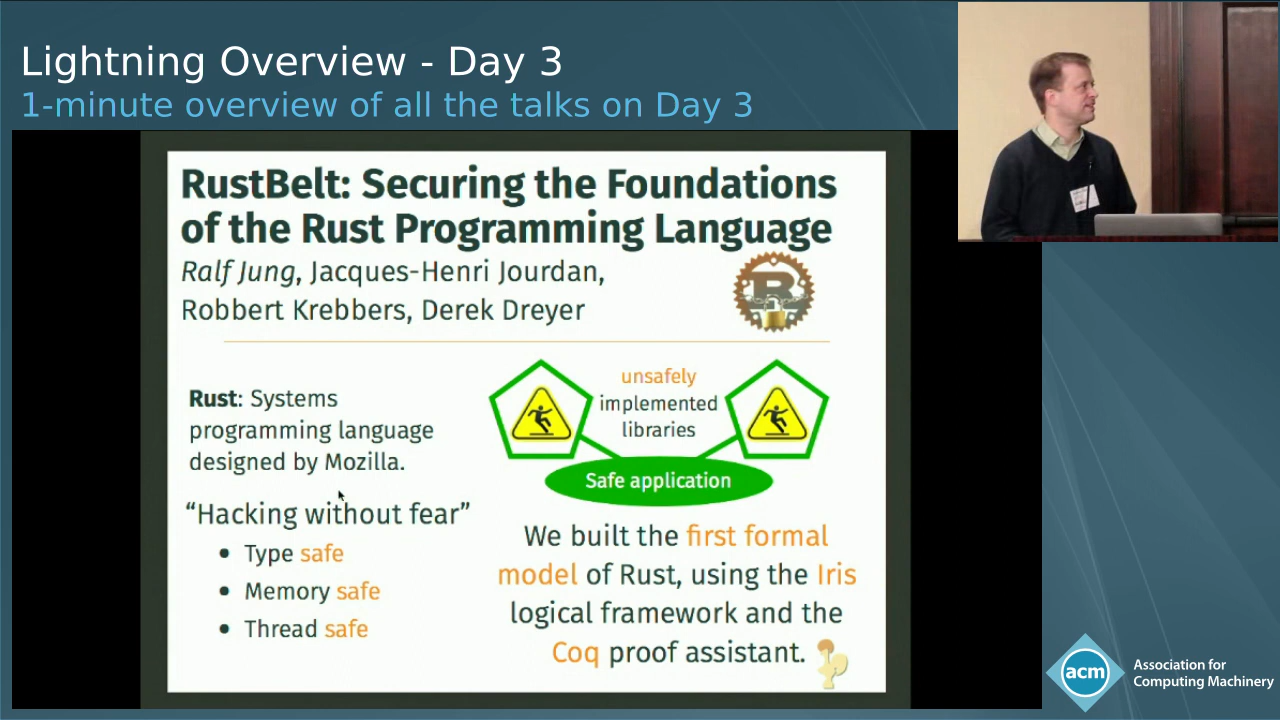 Lightning Overview - Day 3
1-minute overview of all the talks on Day 3
RustBelt: Securing the Foundations
of the Rust Programming Language
Ralf Jung, Jacques-Henri Jourdan,
Robbert Krebbers, Derek Dreyer
R
Rust: Systems
programming language
designed by Mozilla.
“Hacking without fear”
• Type safe
• Memory safe
• Thread safe
unsafely
implemented
libraries
Safe application
We built the first formal
model of Rust, using the Iris
logical framework and the
Coq proof assistant.
acm
Association for
Computing Machinery